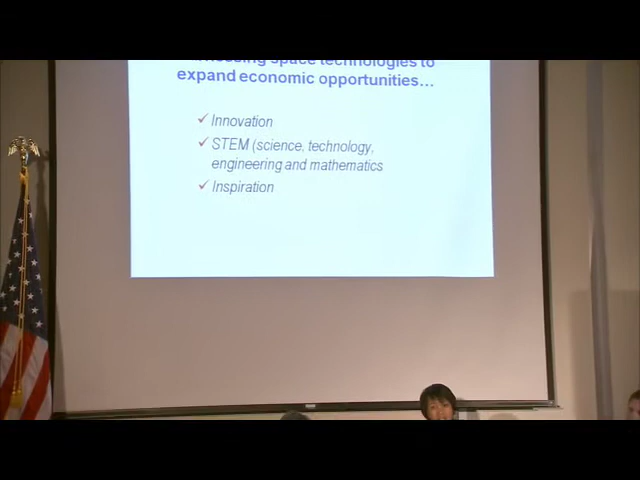 space technologies to
expand economic opportunities…
Innovation
STEM (science, technology,
engineering and mathematics
Inspiration